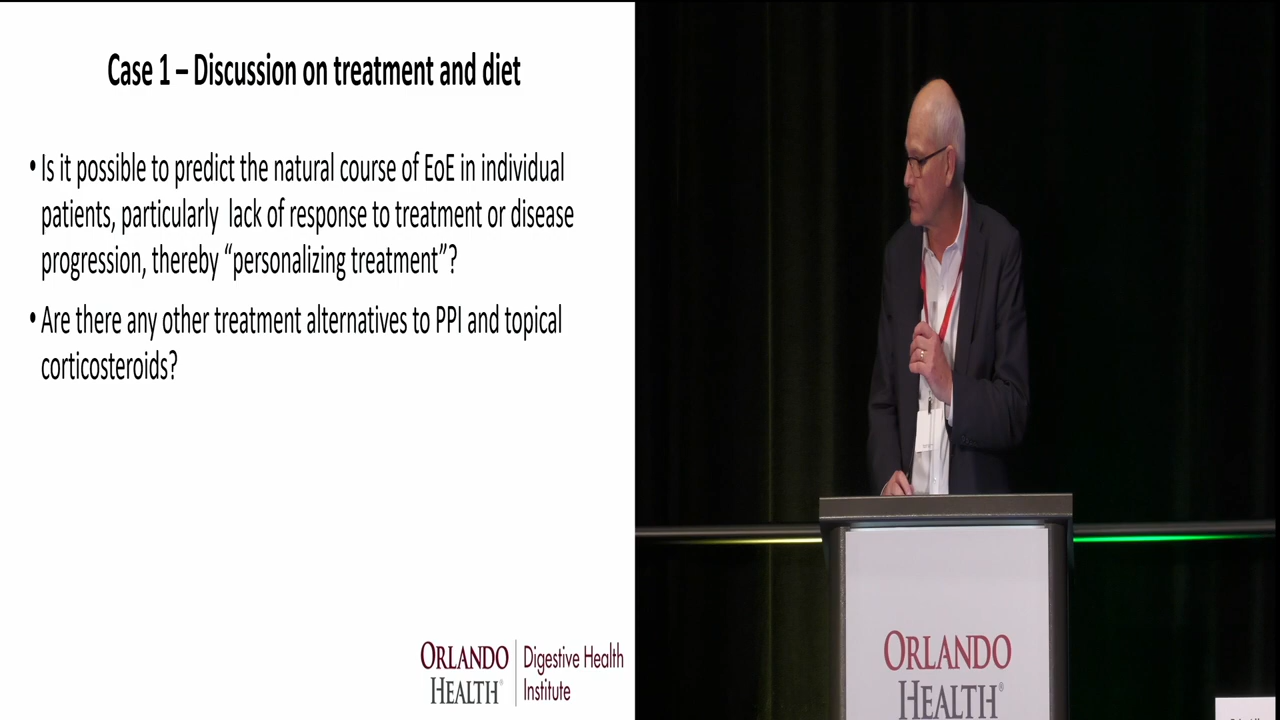 Case 1 – Discussion on treatment and diet
• Is it possible to predict the natural course of EoE in individual
patients, particularly lack of response to treatment or disease
progression, thereby “personalizing treatment”?
• Are there any other treatment alternatives to PPI and topical
corticosteroids?
ORLANDO
HEALTH®
Digestive Health
Institute
ORLANDO
HEALTH®